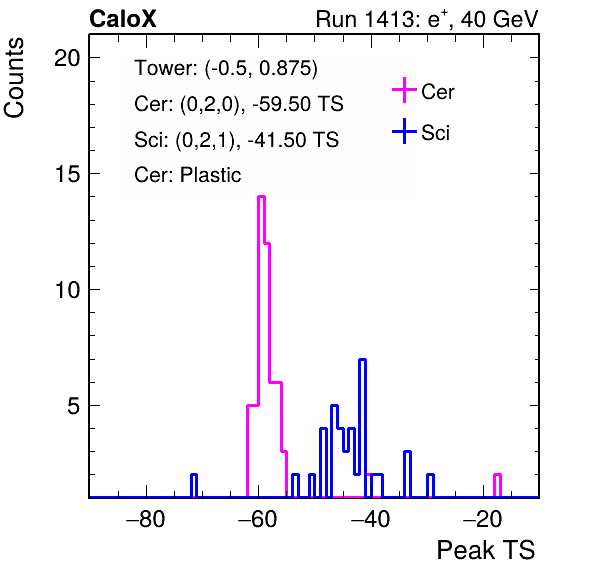 CaloX Run 1413: e⁺, 40 GeV
Counts
20
15
10
5
Tower: (-0.5, 0.875)
Cer: (0,2,0), -59.50 TS
Sci: (0,2,1), -41.50 TS
Cer: Plastic
Cer
Sci
−80 −60 −40 −20
Peak TS